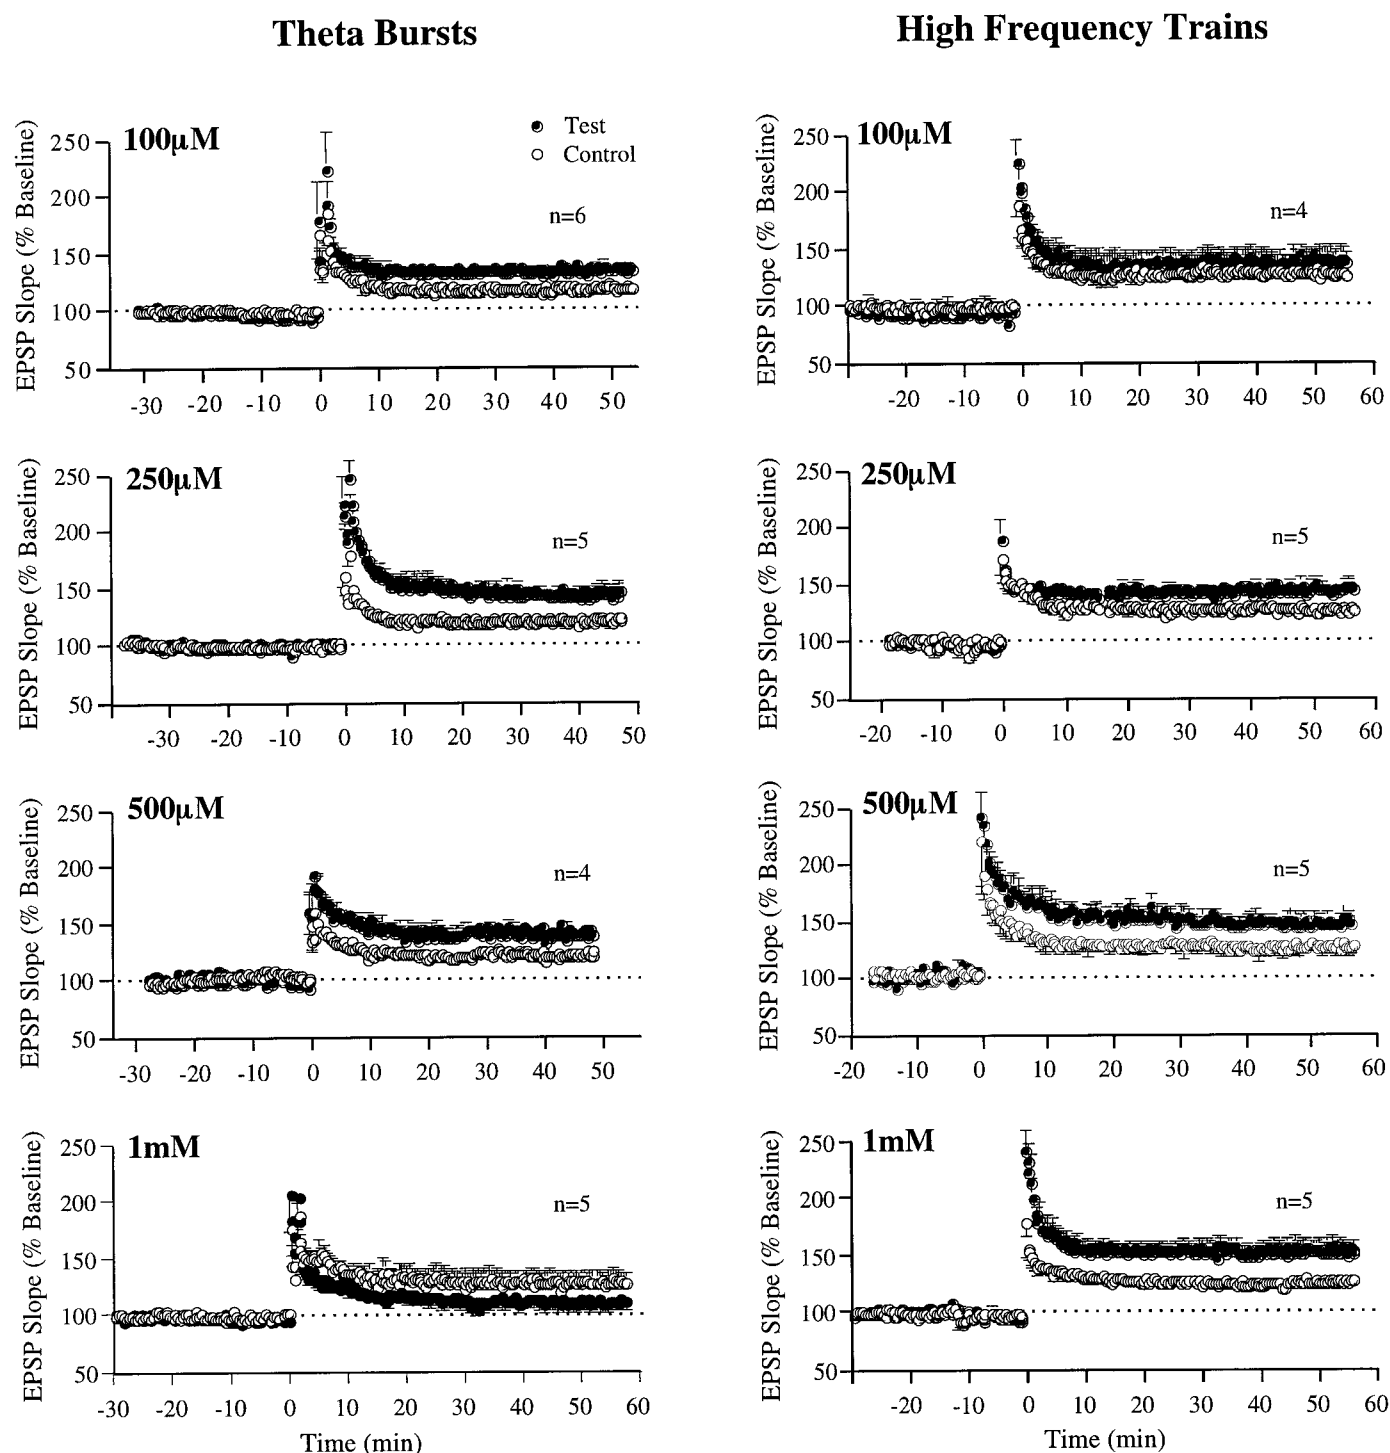 Theta Bursts
High Frequency Trains
EPSP Slope (% Baseline)
250
200
150
100
50
100μM
Test
Control
n=6
-30 -20 -10 0 10 20 30 40 50
EPSP Slope (% Baseline)
250
200
150
100
50
100μM
n=4
-20 -10 0 10 20 30 40 50 60
EPSP Slope (% Baseline)
250
200
150
100
50
250μM
n=5
-30 -20 -10 0 10 20 30 40 50
EPSP Slope (% Baseline)
250
200
150
100
50
250μM
n=5
-20 -10 0 10 20 30 40 50 60
EPSP Slope (% Baseline)
250
200
150
100
50
500μM
n=4
-30 -20 -10 0 10 20 30 40 50
EPSP Slope (% Baseline)
250
200
150
100
50
500μM
n=5
-20 -10 0 10 20 30 40 50 60
EPSP Slope (% Baseline)
250
200
150
100
50
1mM
n=5
-30 -20 -10 0 10 20 30 40 50 60
Time (min)
EPSP Slope (% Baseline)
250
200
150
100
50
1mM
n=5
-20 -10 0 10 20 30 40 50 60
Time (min)